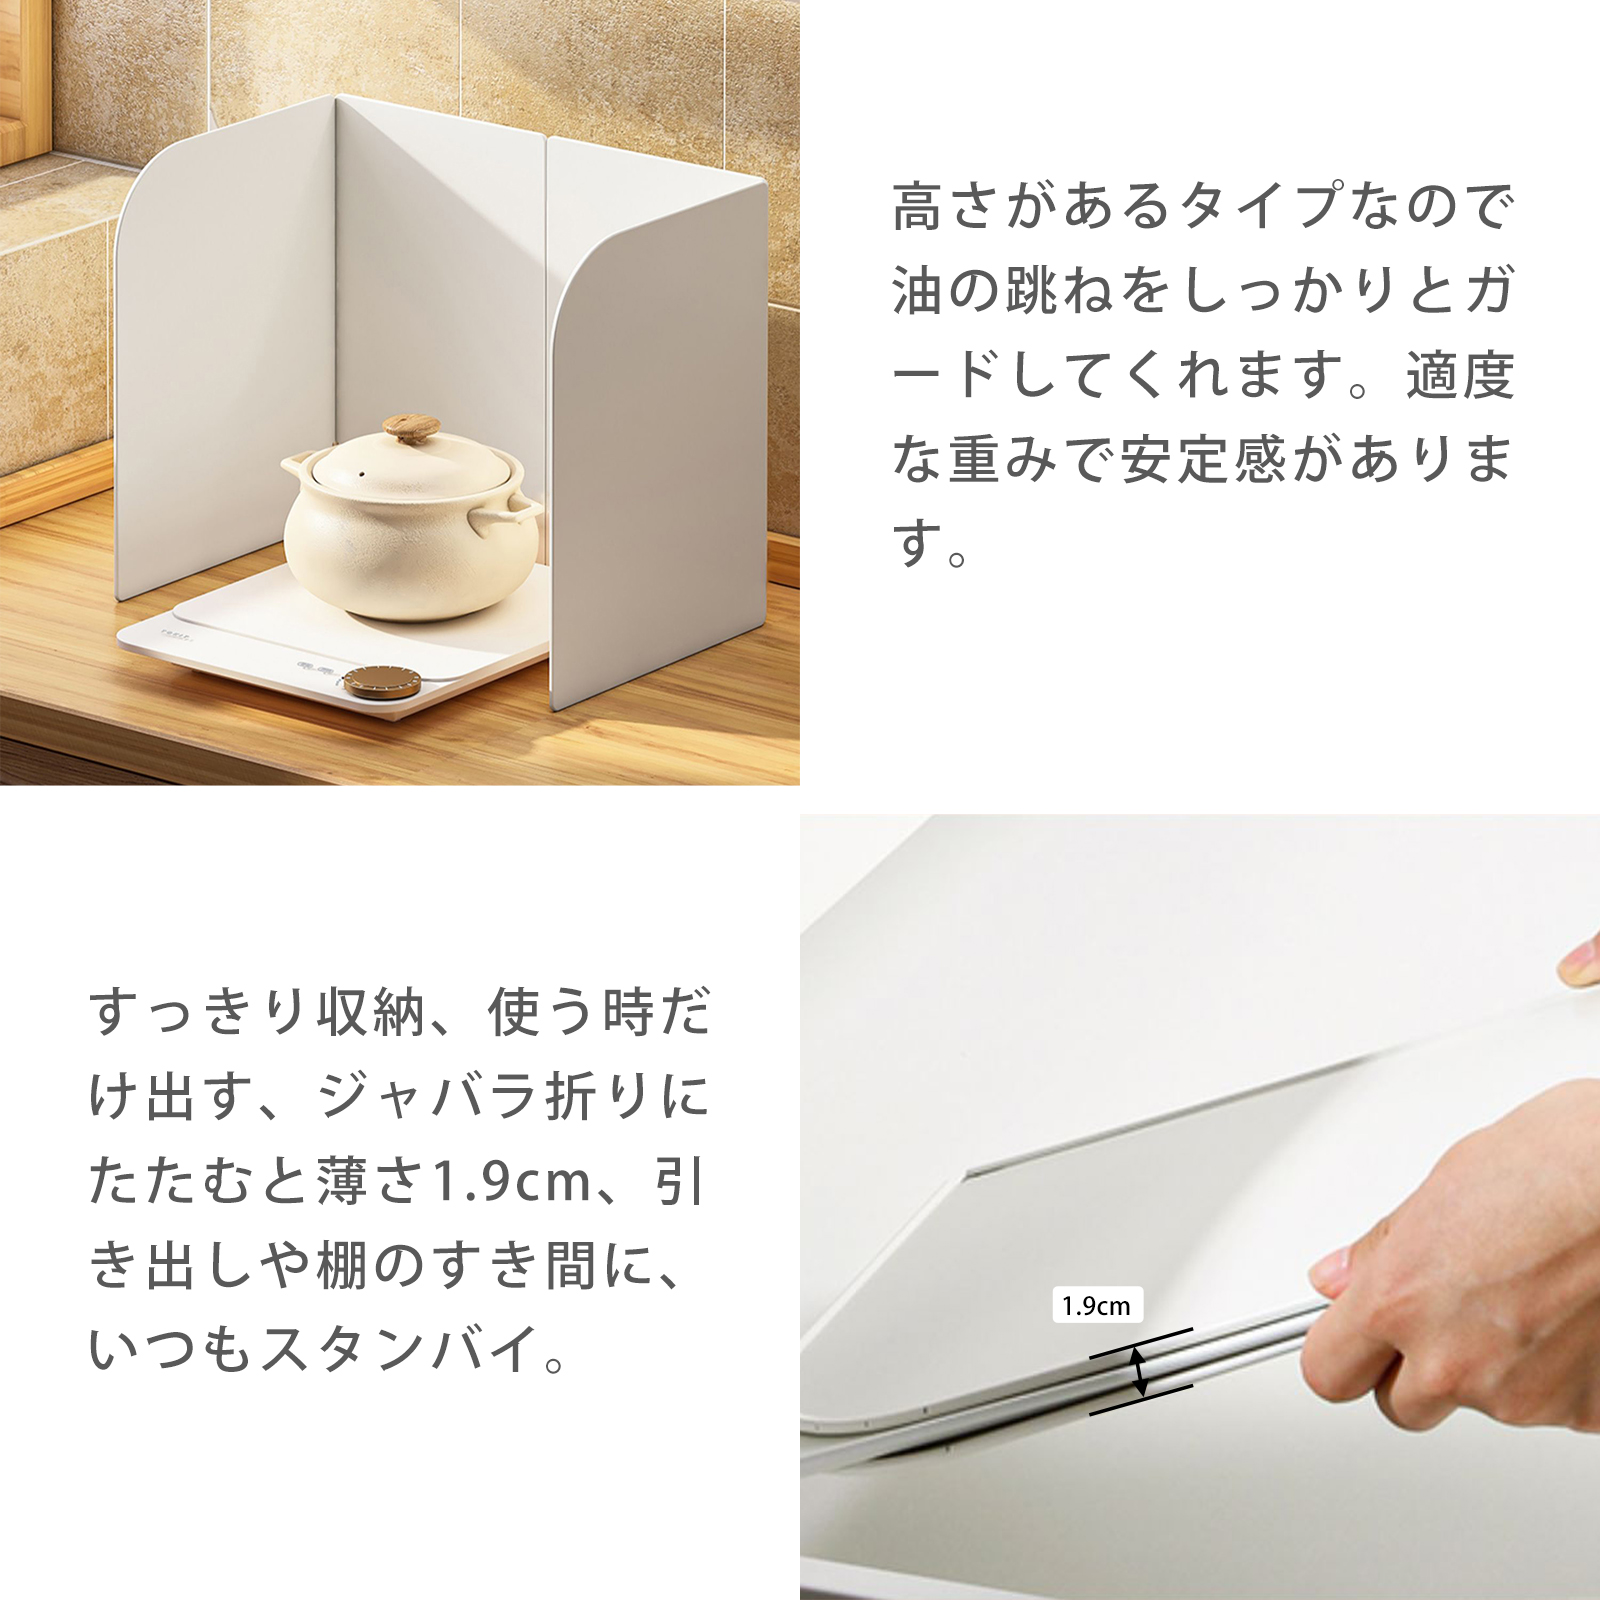 高さがあるタイプなので
油の跳ねをしっかりとガ
ードしてくれます。適度
な重みで安定感がありま
す。
すっきり収納、使う時だ
け出す、ジャバラ折りに
たたむと薄さ1.9cm、引
き出しや棚のすき間に、
いつもスタンバイ。
1.9cm